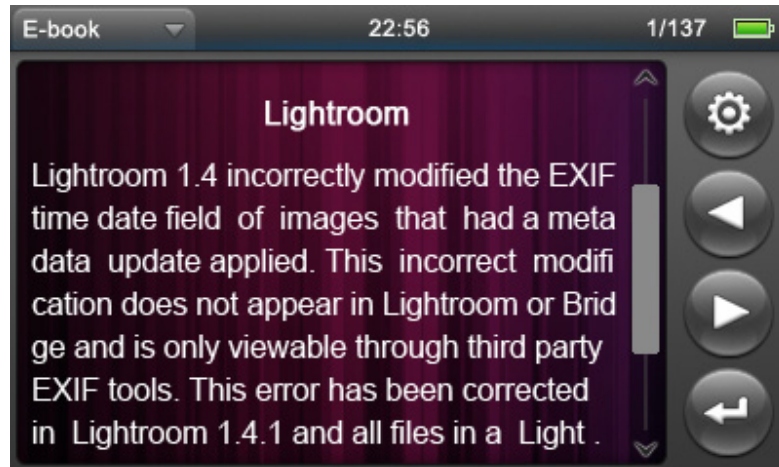 E-book
22:56
1/137
Lightroom
Lightroom 1.4 incorrectly modified the EXIF
time date field of images that had a meta
data update applied. This incorrect modifi
cation does not appear in Lightroom or Brid
ge and is only viewable through third party
EXIF tools. This error has been corrected
in Lightroom 1.4.1 and all files in a Light .